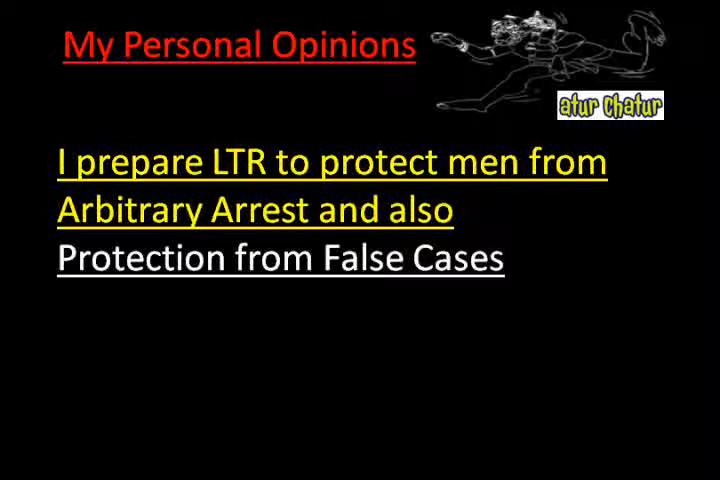 My Personal Opinions
atur chatur
I prepare LTR to protect men from
Arbitrary Arrest and also
Protection from False Cases